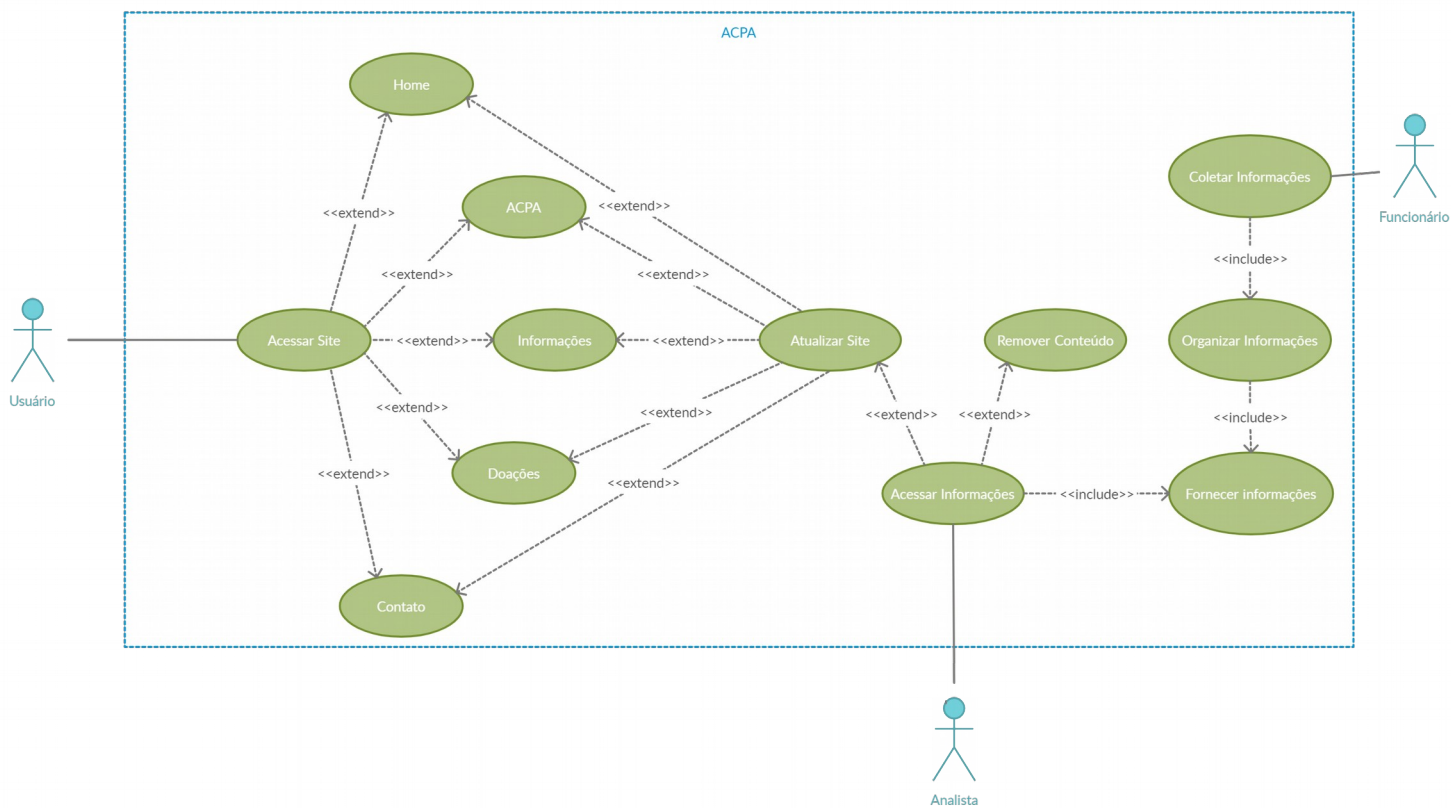 ACPA
Home
Coletar Informações
ACPA
<<extend>>
<<extend>>
Funcionário
<<include>>
<<extend>>
<<extend>>
Acessar Site
<<extend>>
Informações
<<extend>>
Atualizar Site
Remover Conteúdo
Organizar Informações
Usuário
<<extend>>
<<extend>>
<<extend>>
<<extend>>
<<include>>
<<extend>>
Doações
<<extend>>
Acessar Informações
<<include>>
Fornecer informações
Contato
Analista